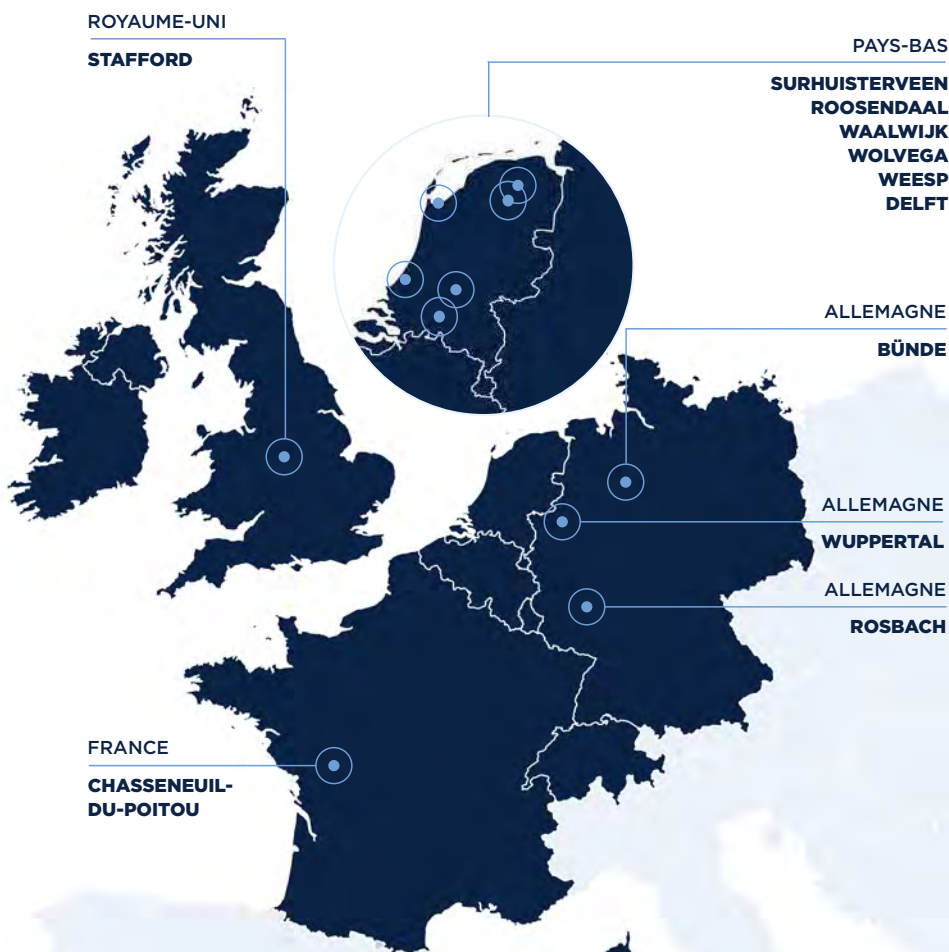 ROYAUME-UNI
STAFFORD
PAYS-BAS
SURHUISTERVEEN
ROOSENDAAL
WAALWIJK
WOLVEGA
WEESP
DELFT
ALLEMAGNE
BÜNDE
ALLEMAGNE
WUPPERTAL
ALLEMAGNE
ROSBACH
FRANCE
CHASSENEUIL-
DU-POITOU